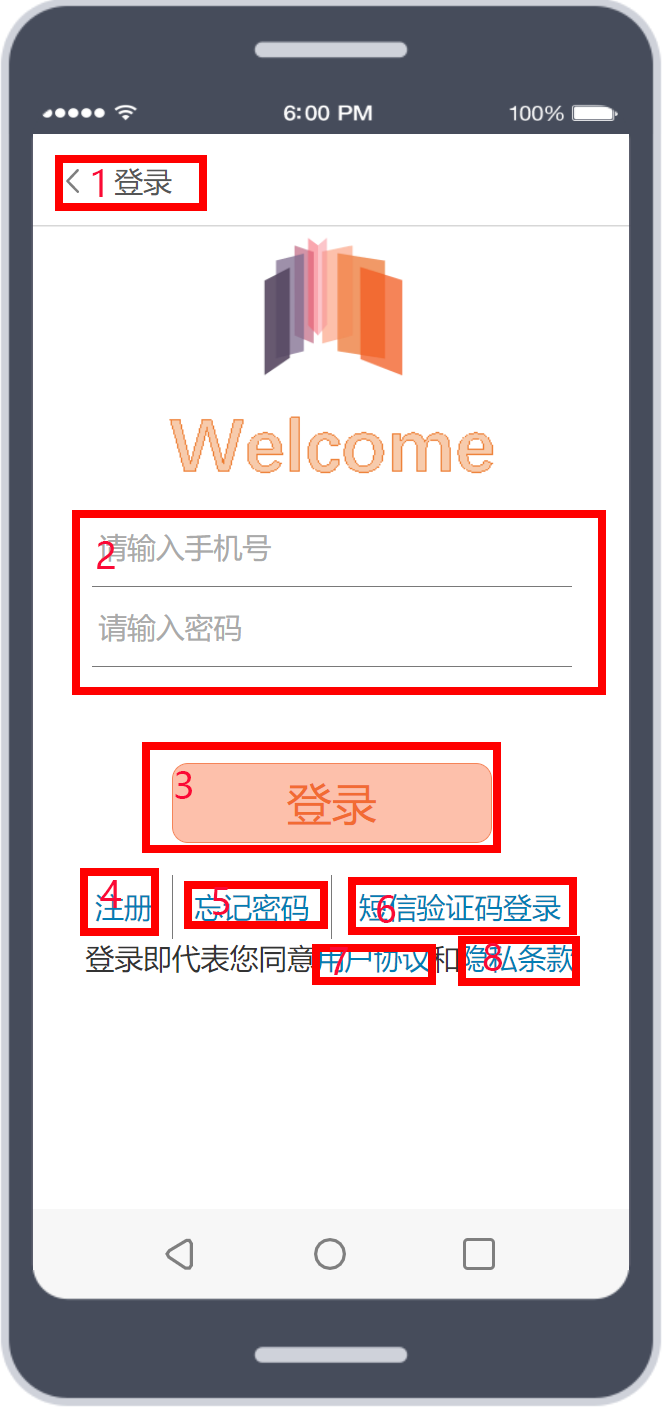 6:00 PM 100%
1 登录
Welcome
2 请输入手机号
请输入密码
3 登录
4 注册 5 忘记密码 6 短信验证码登录
登录即代表您同意 7 用户协议和 8 隐私条款